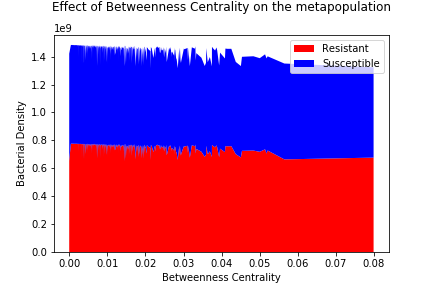 Effect of Betweenness Centrality on the metapopulation
1e9
Resistant
Susceptible
1.4
1.2
1.0
0.8
0.6
0.4
0.2
0.0
Bacterial Density
0.00 0.01 0.02 0.03 0.04 0.05 0.06 0.07 0.08
Betweenness Centrality